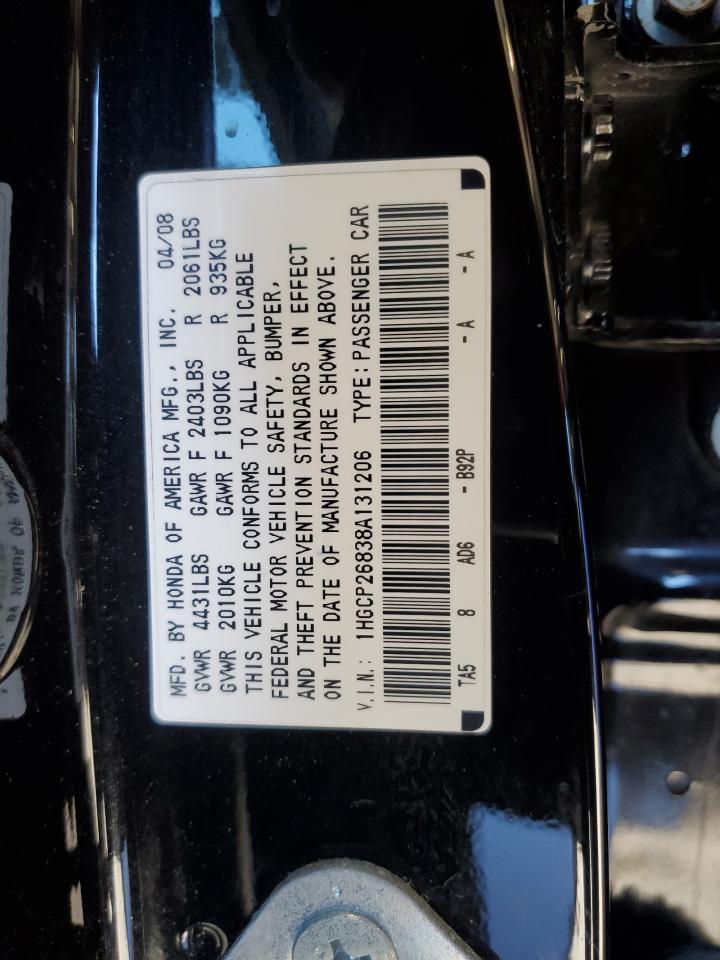 MFD. BY HONDA OF AMERICA MFG., INC. 04/08
GVWR 4431LBS GAWR F 2403LBS R 2061LBS
GVWR 2010KG GAWR F 1090KG R 935KG
THIS VEHICLE CONFORMS TO ALL APPLICABLE
FEDERAL MOTOR VEHICLE SAFETY, BUMPER,
AND THEFT PREVENTION STANDARDS IN EFFECT
ON THE DATE OF MANUFACTURE SHOWN ABOVE.
V.I.N.: 1HGCP26838A131206 TYPE:PASSENGER CAR
TA5 8 AD6 - B92P - A - A